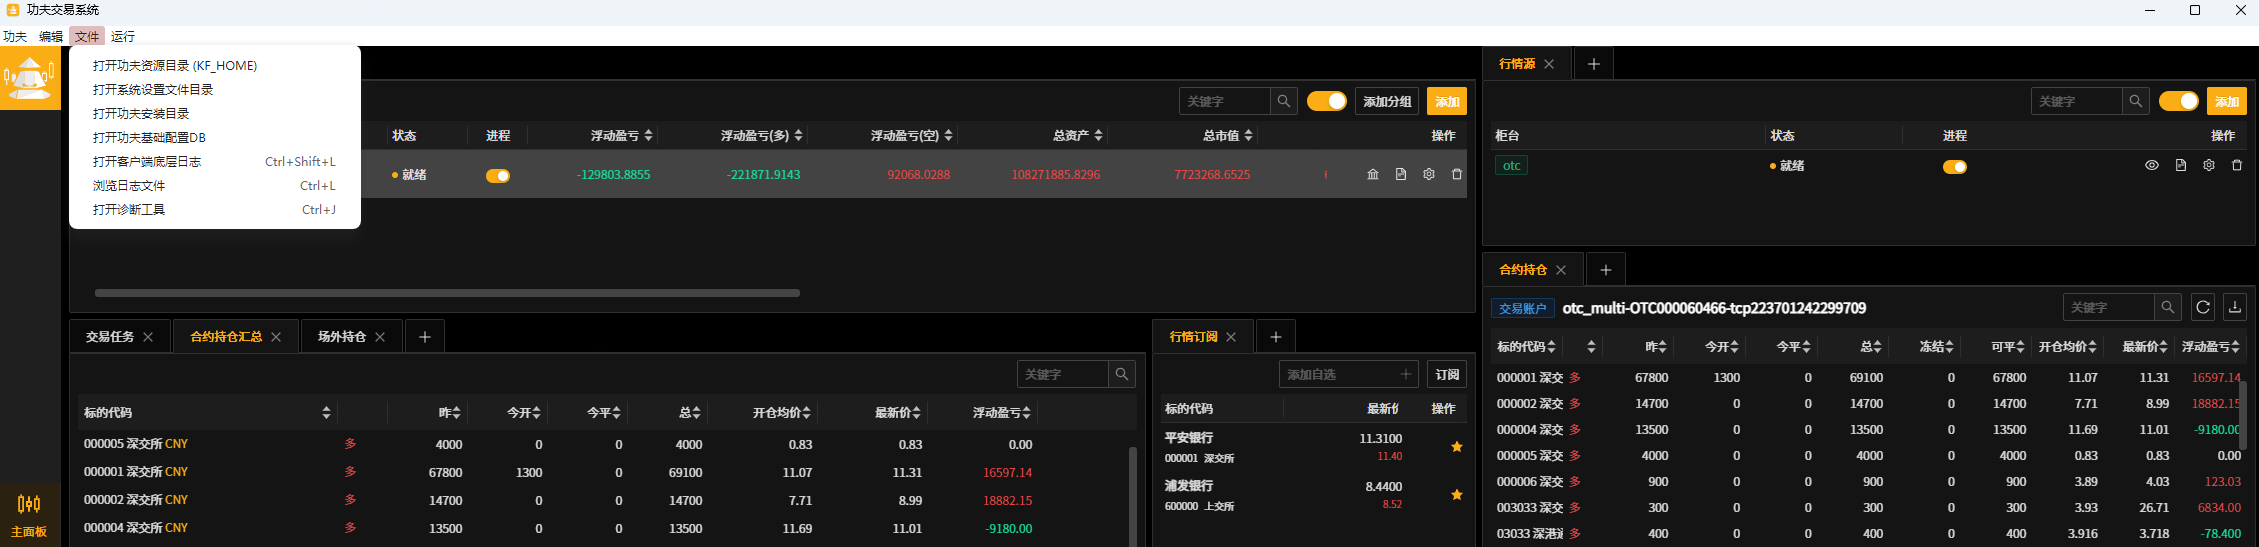 功夫交易系统
功夫 编辑 文件 运行
打开功夫资源目录 (KF_HOME)
打开系统设置文件目录
打开功夫安装目录
打开功夫基础配置DB
打开客户端底层日志 Ctrl+Shift+L
浏览日志文件 Ctrl+L
打开诊断工具 Ctrl+J
关键字 添加分组 添加
状态 进程 浮动盈亏 浮动盈亏(多) 浮动盈亏(空) 总资产 总市值 操作
就绪 -129803.8855 -221871.9143 92068.0288 108271885.8296 7723268.6525
行情源
关键字 添加
柜台 状态 进程 操作
otc 就绪
交易任务 合约持仓汇总 场外持仓
关键字
标的代码 昨 今开 今平 总 开仓均价 最新价 浮动盈亏
000005 深交所 CNY 多 4000 0 0 4000 0.83 0.83 0.00
000001 深交所 CNY 多 67800 1300 0 69100 11.07 11.31 16597.14
000002 深交所 CNY 多 14700 0 0 14700 7.71 8.99 18882.15
000004 深交所 CNY 多 13500 0 0 13500 11.69 11.01 -9180.00
行情订阅
添加自选 订阅
标的代码 最新价 操作
平安银行 11.3100
000001 深交所 11.40
浦发银行 8.4400
600000 上交所 8.52
合约持仓
交易账户 otc_multi-OTC000060466-tcp223701242299709 关键字
标的代码 昨 今开 今平 总 冻结 可平 开仓均价 最新价 浮动盈亏
000001 深交 多 67800 1300 0 69100 0 67800 11.07 11.31 16597.14
000002 深交 多 14700 0 0 14700 0 14700 7.71 8.99 18882.15
000004 深交 多 13500 0 0 13500 0 13500 11.69 11.01 -9180.00
000005 深交 多 4000 0 0 4000 0 4000 0.83 0.83 0.00
000006 深交 多 900 0 0 900 0 900 3.89 4.03 123.03
003033 深交 多 300 0 0 300 0 300 3.93 26.71 6834.00
03033 深港通 多 400 0 0 400 0 400 3.916 3.718 -78.400
主面板